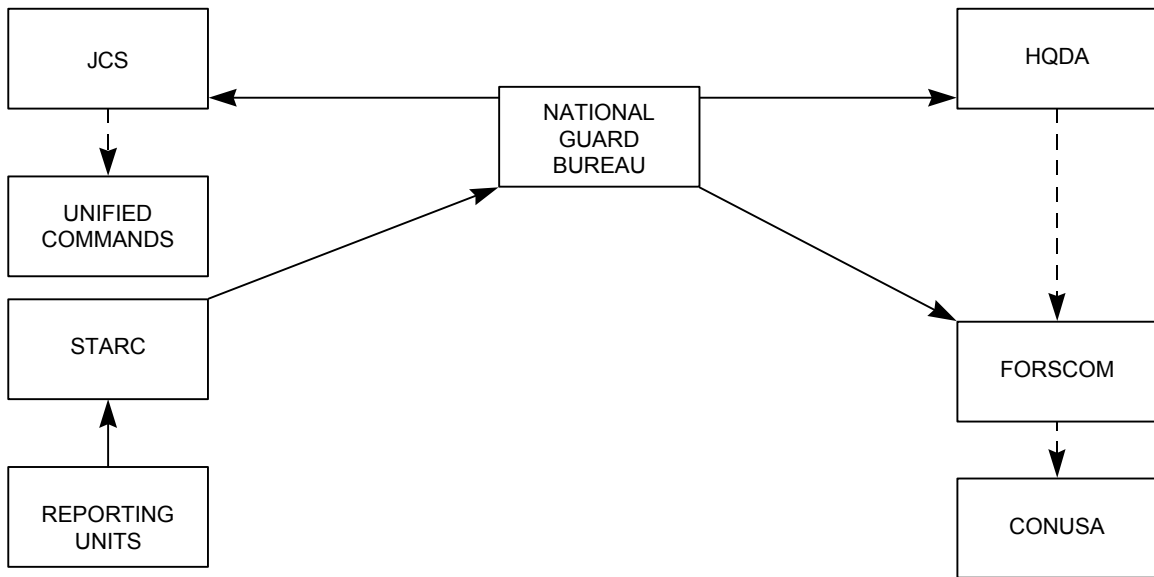 JCS
HQDA
NATIONAL
GUARD
BUREAU
UNIFIED
COMMANDS
STARC
FORSCOM
REPORTING
UNITS
CONUSA